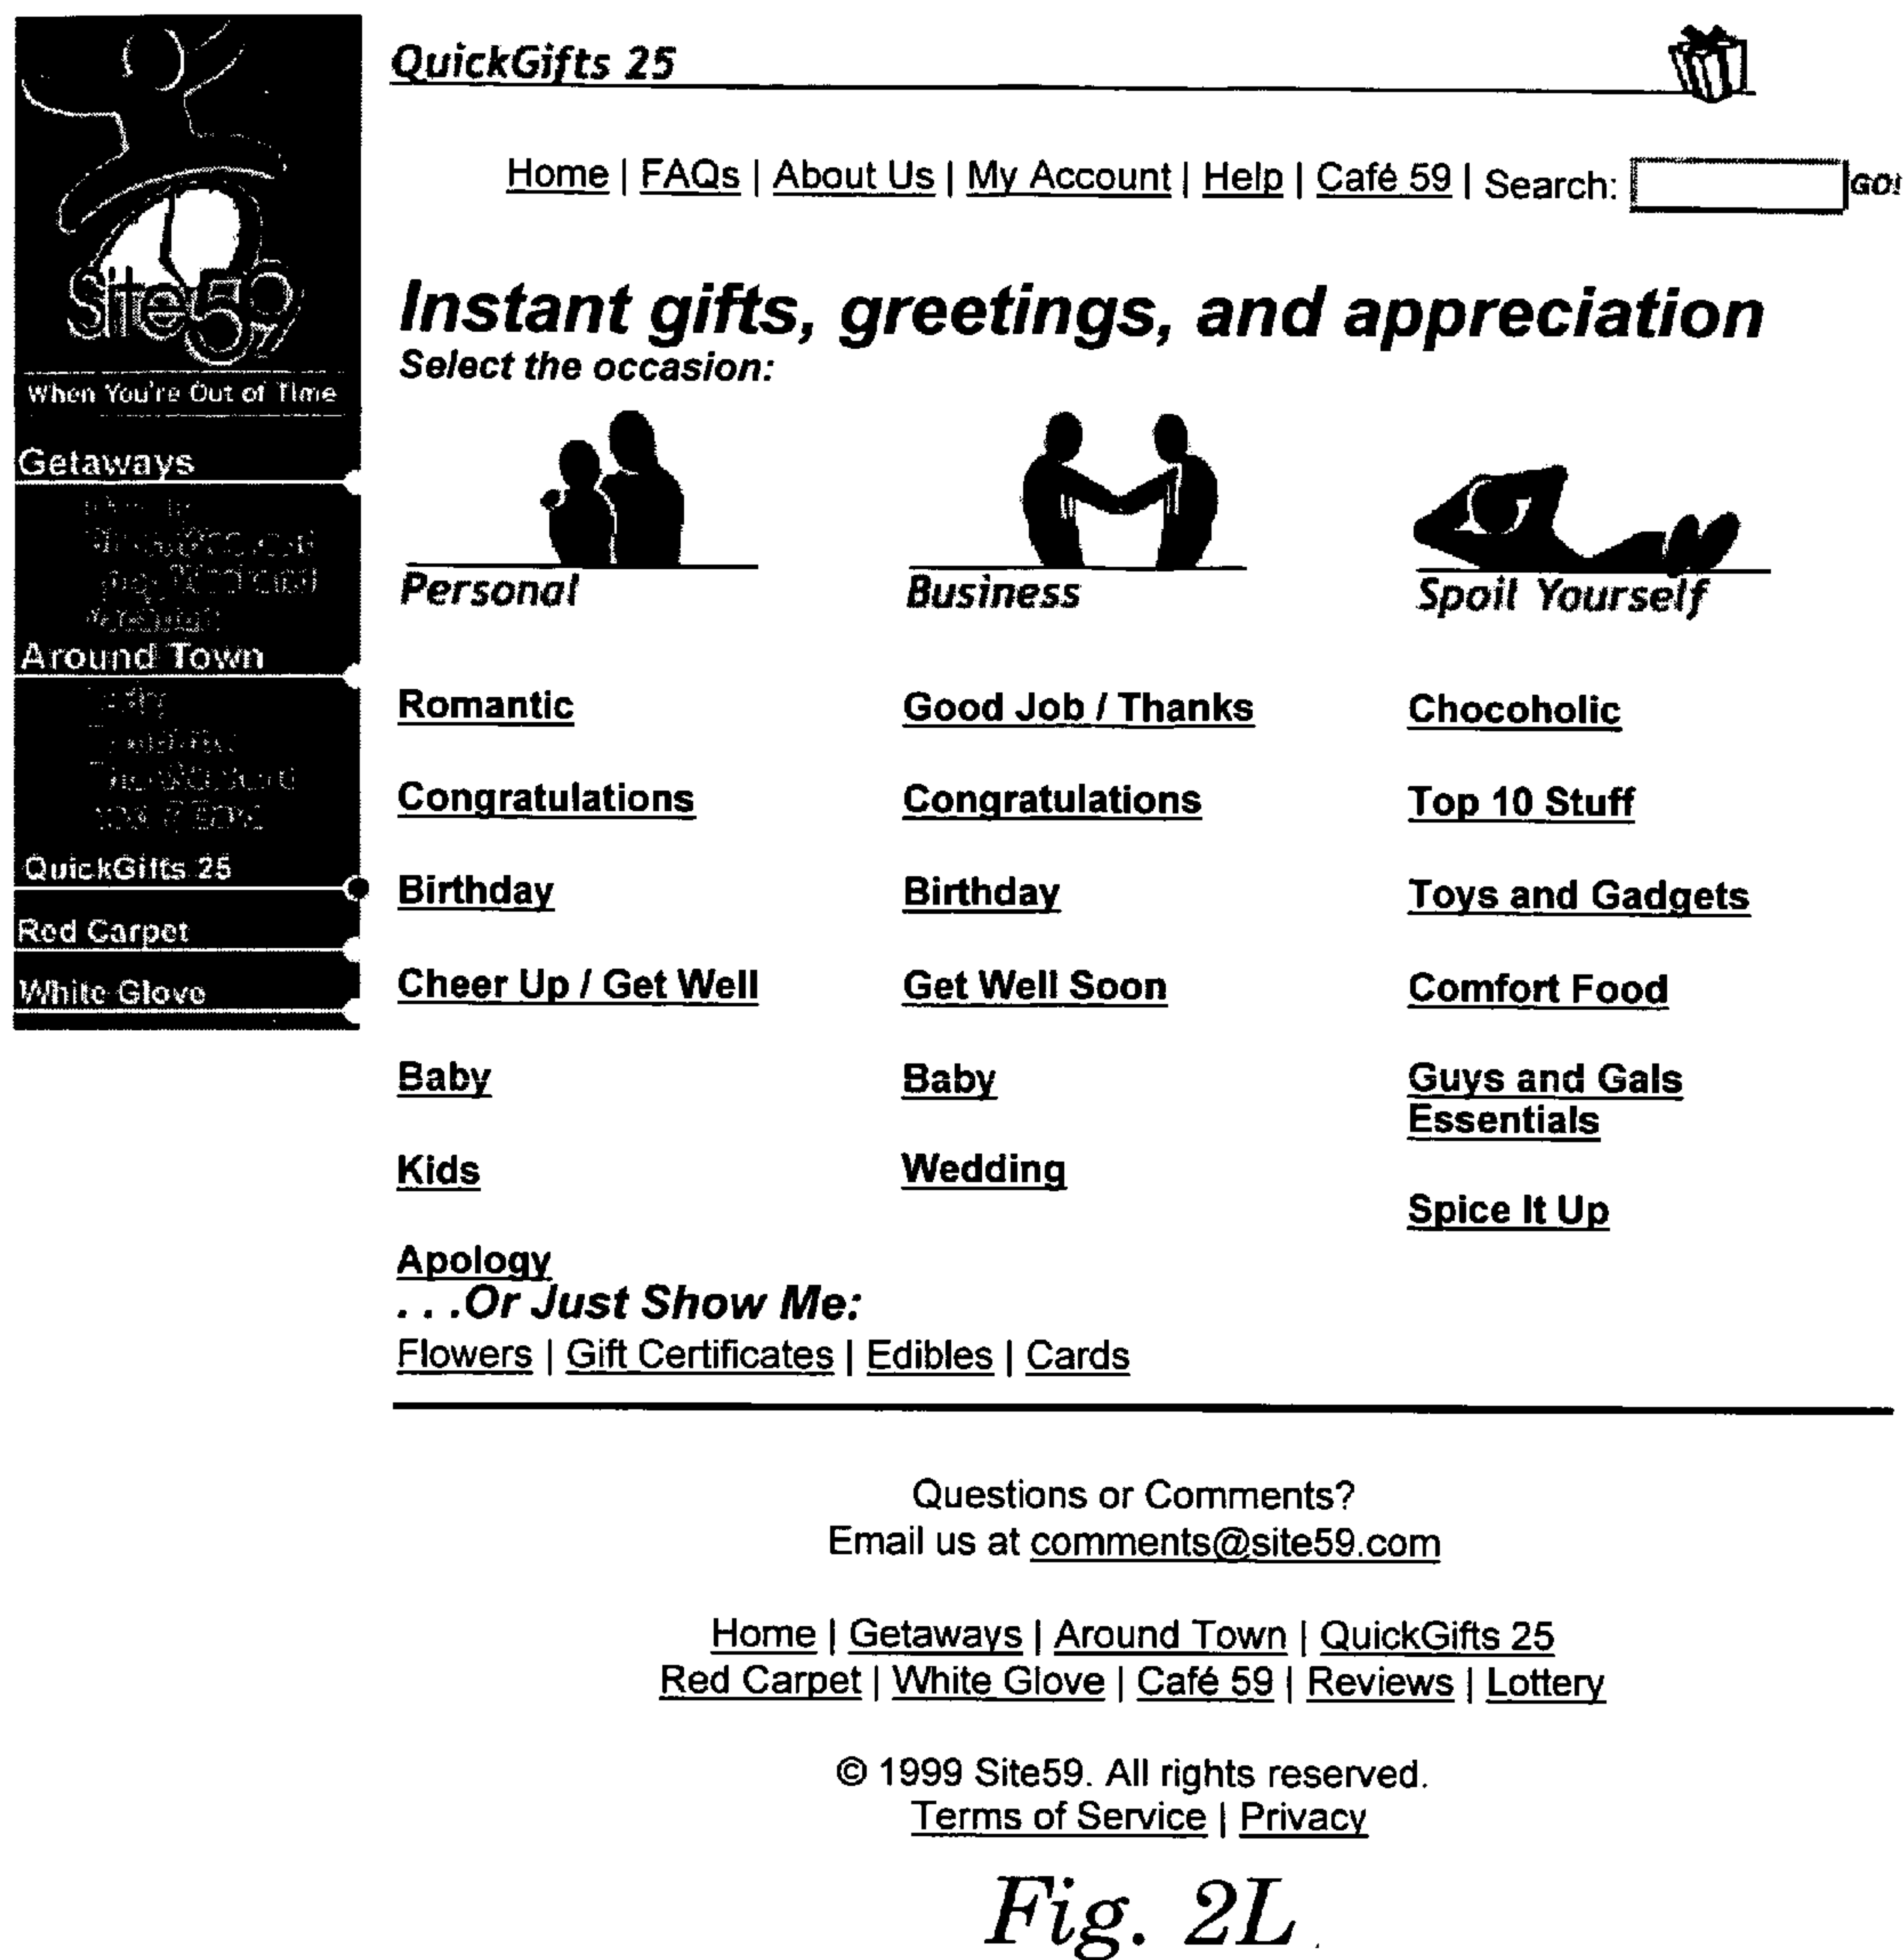 QuickGifts 25
Home | FAQs | About Us | My Account | Help | Café 59 | Search: GO!
Site59
When You're Out of Time
Getaways
Around Town
QuickGifts 25
Red Carpet
White Glove
Instant gifts, greetings, and appreciation
Select the occasion:
Personal
Romantic
Congratulations
Birthday
Cheer Up / Get Well
Baby
Kids
Apology
Business
Good Job / Thanks
Congratulations
Birthday
Get Well Soon
Baby
Wedding
Spoil Yourself
Chocoholic
Top 10 Stuff
Toys and Gadgets
Comfort Food
Guys and Gals
Essentials
Spice It Up
. . .Or Just Show Me:
Flowers | Gift Certificates | Edibles | Cards
Questions or Comments?
Email us at comments@site59.com
Home | Getaways | Around Town | QuickGifts 25
Red Carpet | White Glove | Café 59 | Reviews | Lottery
© 1999 Site59. All rights reserved.
Terms of Service | Privacy
Fig. 2L